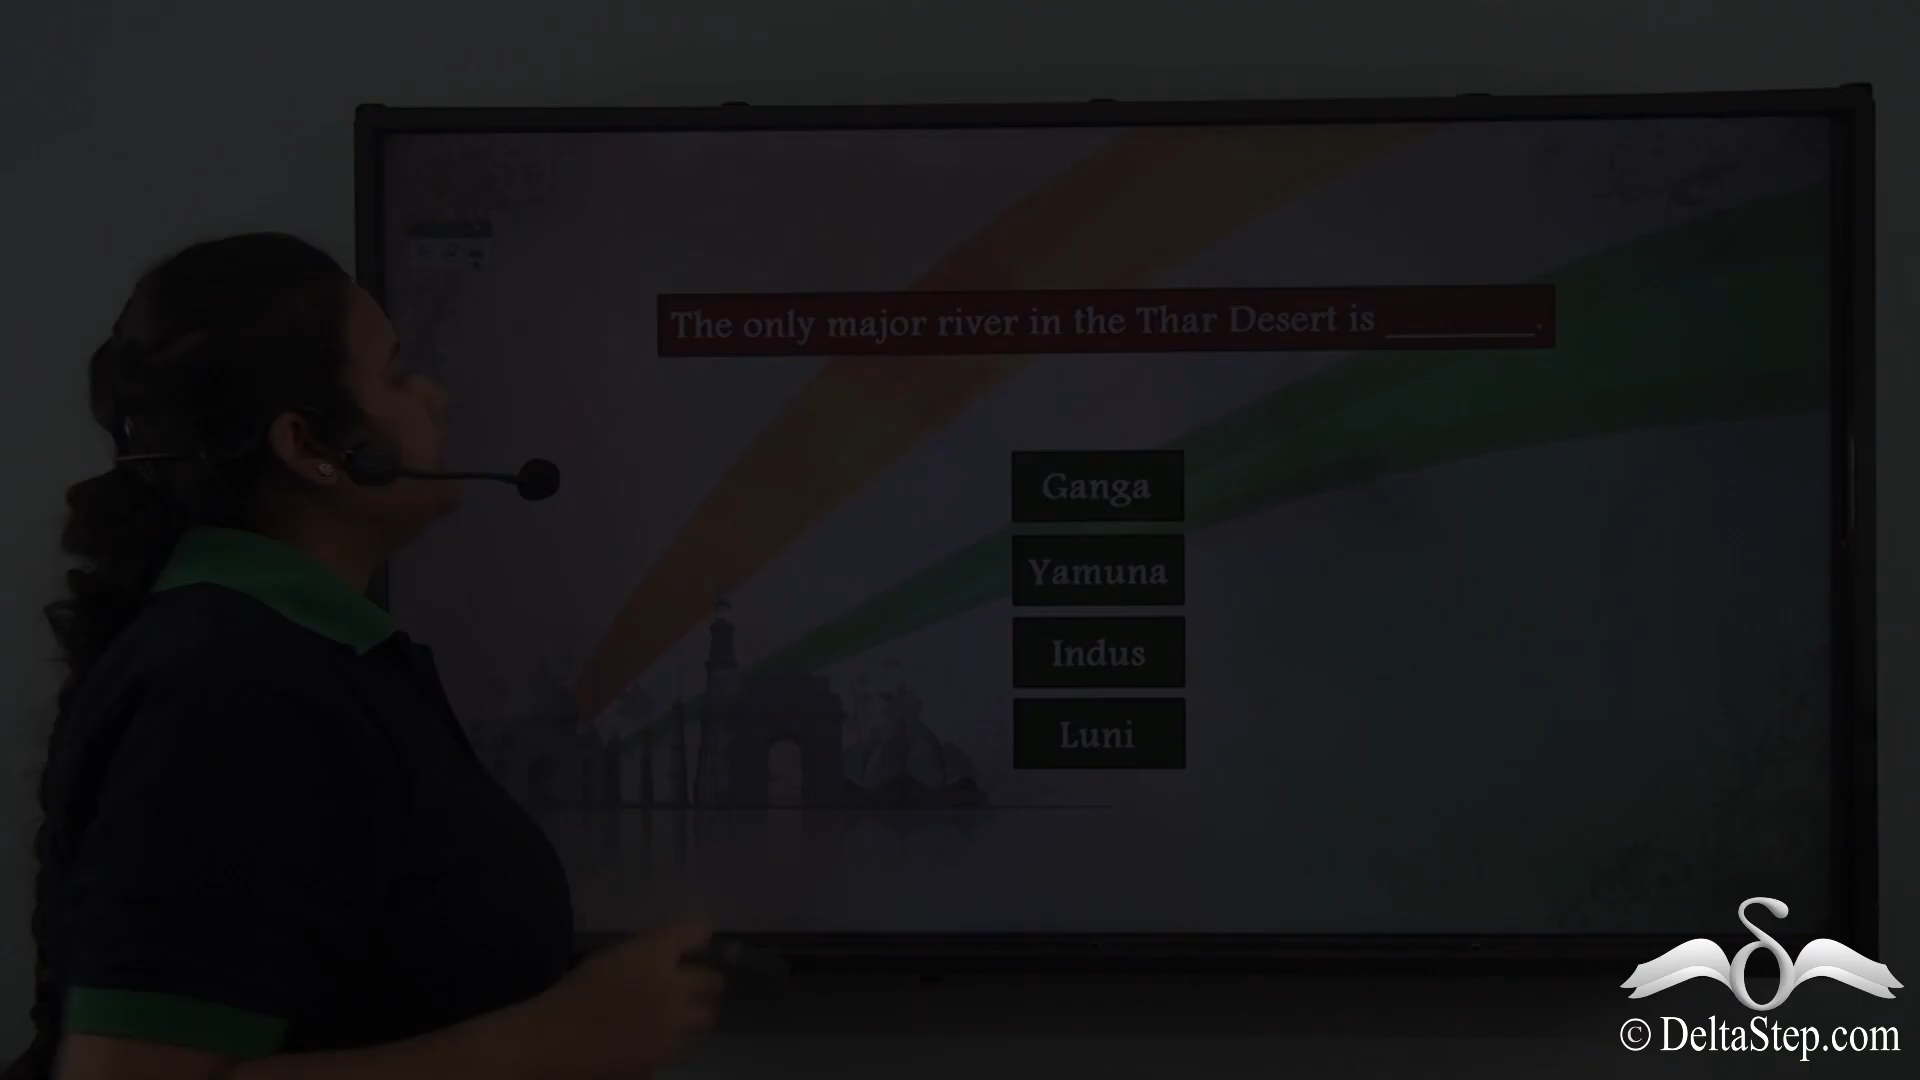 The only major river in the Thar Desert is ________.
Ganga
Yamuna
Indus
Luni
© DeltaStep.com